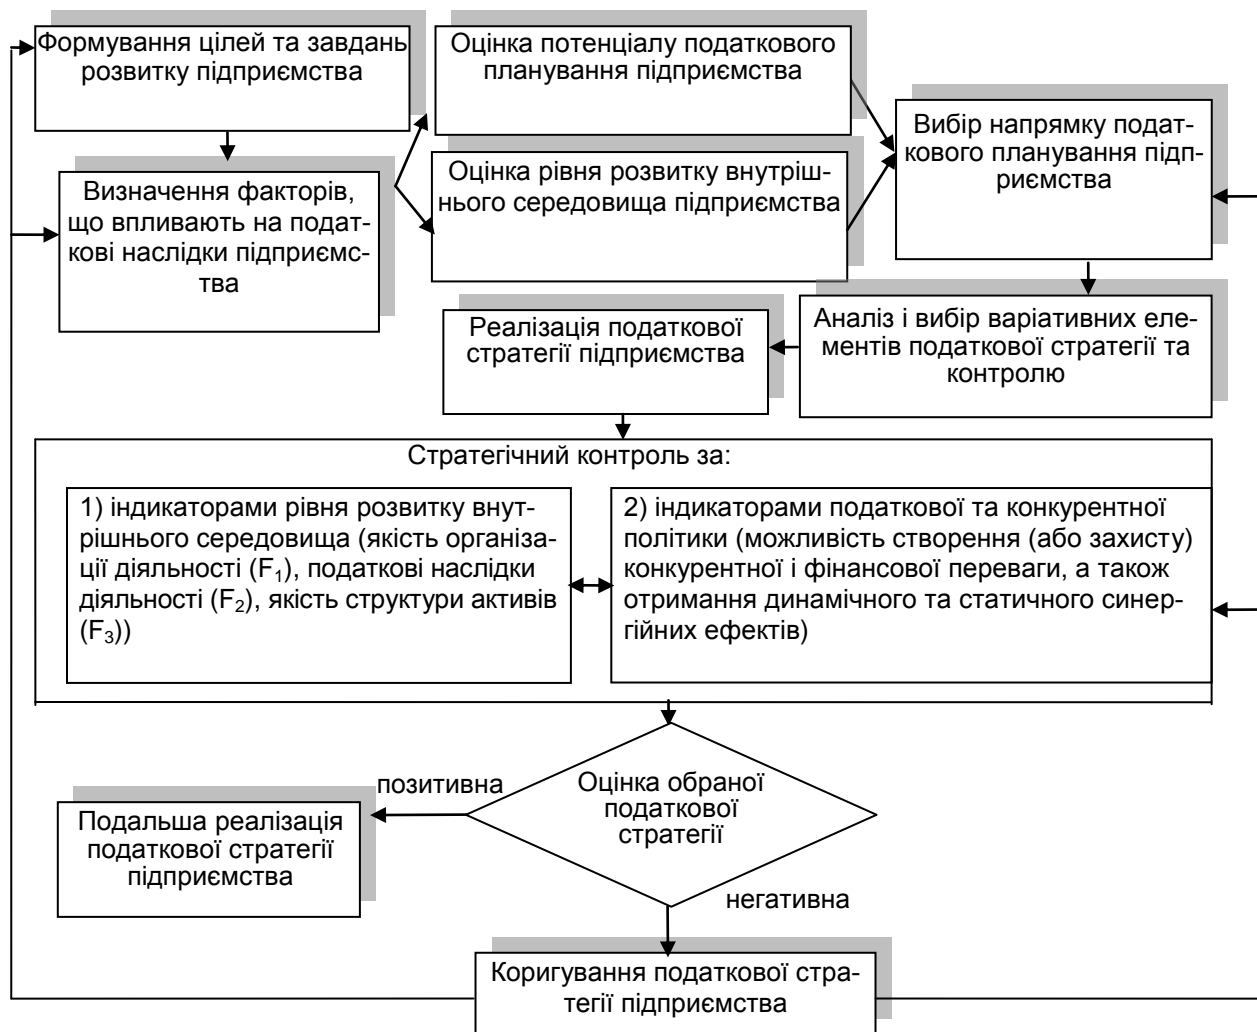 Формування цілей та завдань
розвитку підприємства
Оцінка потенціалу податкового
планування підприємства
Вибір напрямку подат-
кового планування підп-
риємства
Визначення факторів,
що впливають на подат-
кові наслідки підприємс-
тва
Оцінка рівня розвитку внутріш-
нього середовища підприємства
Реалізація податкової
стратегії підприємства
Аналіз і вибір варіативних еле-
ментів податкової стратегії та
контролю
Стратегічний контроль за:
1) індикаторами рівня розвитку внут-
рішнього середовища (якість організа-
ції діяльності (F₁), податкові наслідки
діяльності (F₂), якість структури активів
(F₃))
2) індикаторами податкової та конкурентної
політики (можливість створення (або захисту)
конкурентної і фінансової переваги, а також
отримання динамічного та статичного синер-
гійних ефектів)
Оцінка обраної
податкової
стратегії
позитивна
Подальша реалізація
податкової стратегії
підприємства
негативна
Коригування податкової стра-
тегії підприємства